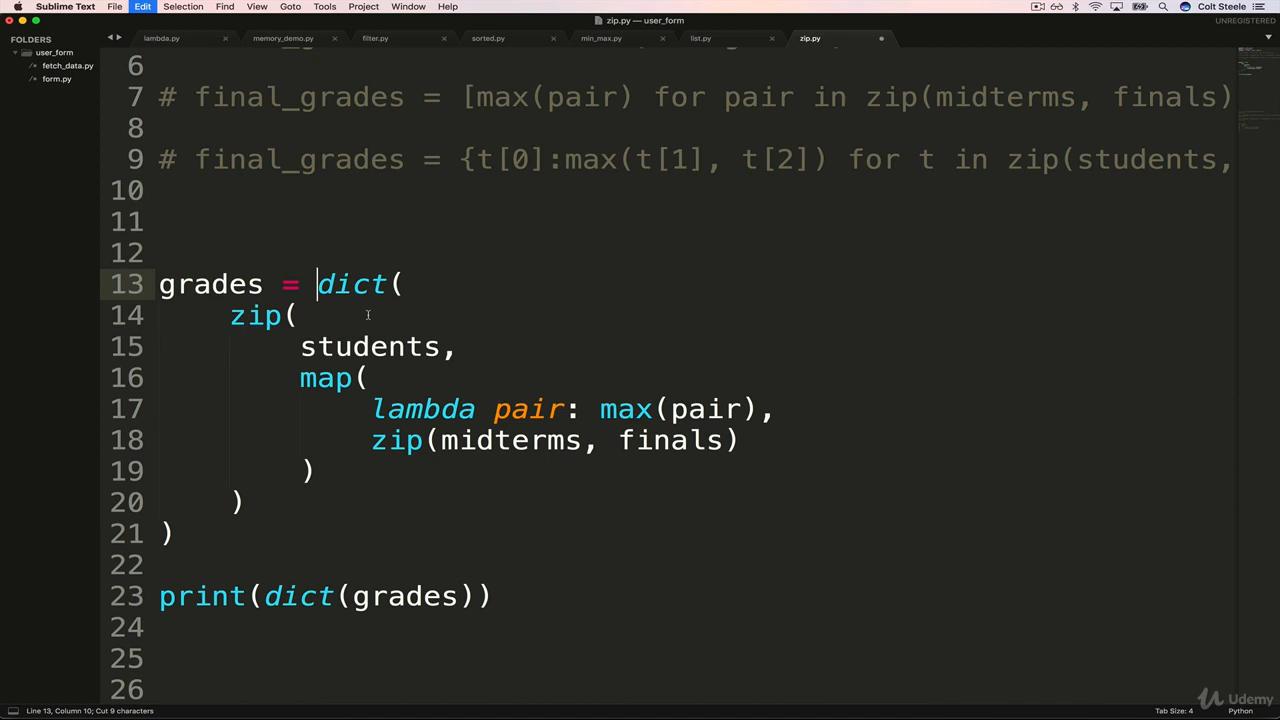 Sublime Text File Edit Selection Find View Goto Tools Project Window Help Colt Steele
zip.py — user_form UNREGISTERED
FOLDERS
user_form
fetch_data.py
form.py
lambda.py memory_demo.py filter.py sorted.py min_max.py list.py zip.py
6
7 # final_grades = [max(pair) for pair in zip(midterms, finals)
8
9 # final_grades = {t[0]:max(t[1], t[2]) for t in zip(students,
10
11
12
13 grades = dict(
14 zip(
15 students,
16 map(
17 lambda pair: max(pair),
18 zip(midterms, finals)
19 )
20 )
21 )
22
23 print(dict(grades))
24
25
26
Line 13, Column 10; Cut 9 characters Tab Size: 4 Python
Udemy